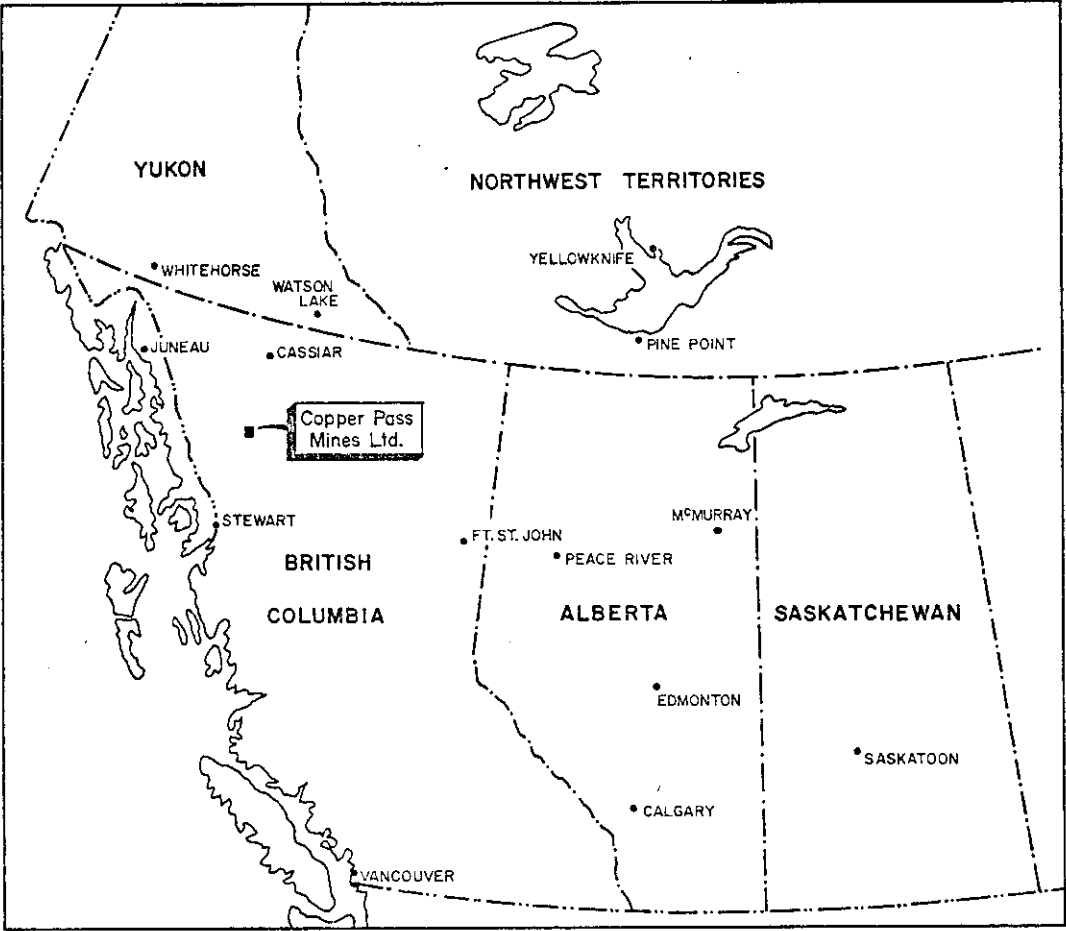 YUKON
NORTHWEST TERRITORIES
YELLOWKNIFE
WHITEHORSE
WATSON
LAKE
PINE POINT
JUNEAU
CASSIAR
Copper Pass
Mines Ltd.
STEWART
McMURRAY
FT. ST. JOHN
PEACE RIVER
BRITISH
COLUMBIA
ALBERTA
SASKATCHEWAN
EDMONTON
SASKATOON
CALGARY
VANCOUVER